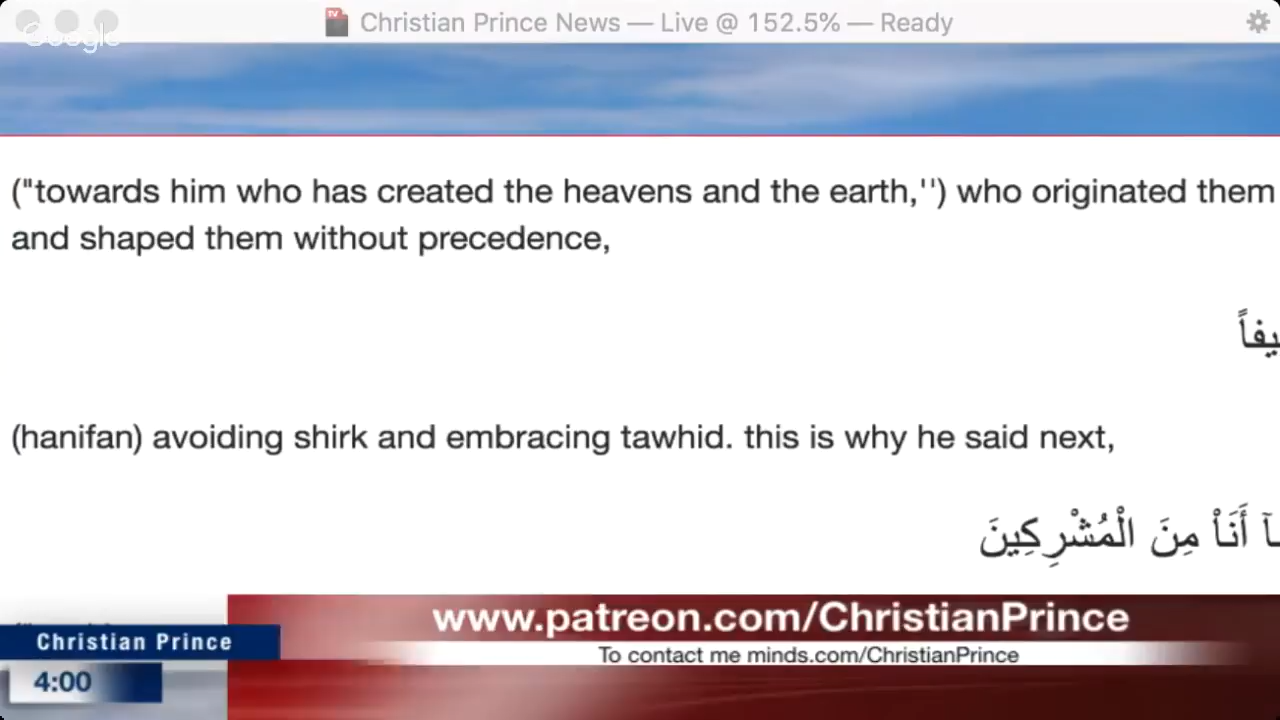 Christian Prince News — Live @ 152.5% — Ready
Google
("towards him who has created the heavens and the earth,'') who originated them
and shaped them without precedence,
يفاً
(hanifan) avoiding shirk and embracing tawhid. this is why he said next,
أَنَاْ مِنَ الْمُشْرِكِينَ
www.patreon.com/ChristianPrince
Christian Prince
To contact me minds.com/ChristianPrince
4:00